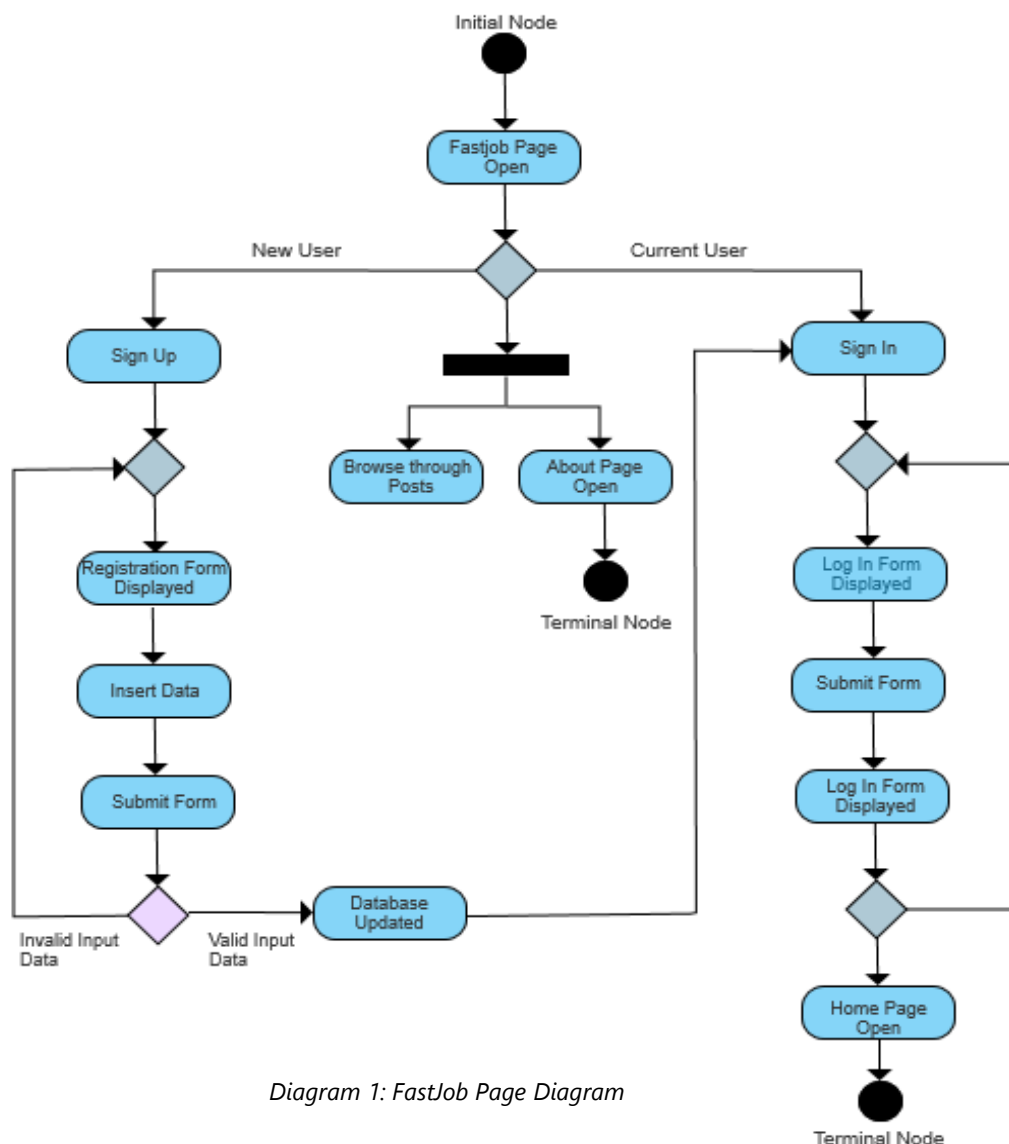 Initial Node
Fastjob Page
Open
New User
Current User
Sign Up
Sign In
Browse through
Posts
About Page
Open
Registration Form
Displayed
Log In Form
Displayed
Terminal Node
Insert Data
Submit Form
Submit Form
Log In Form
Displayed
Database
Updated
Invalid Input
Data
Valid Input
Data
Home Page
Open
Diagram 1: FastJob Page Diagram
Terminal Node